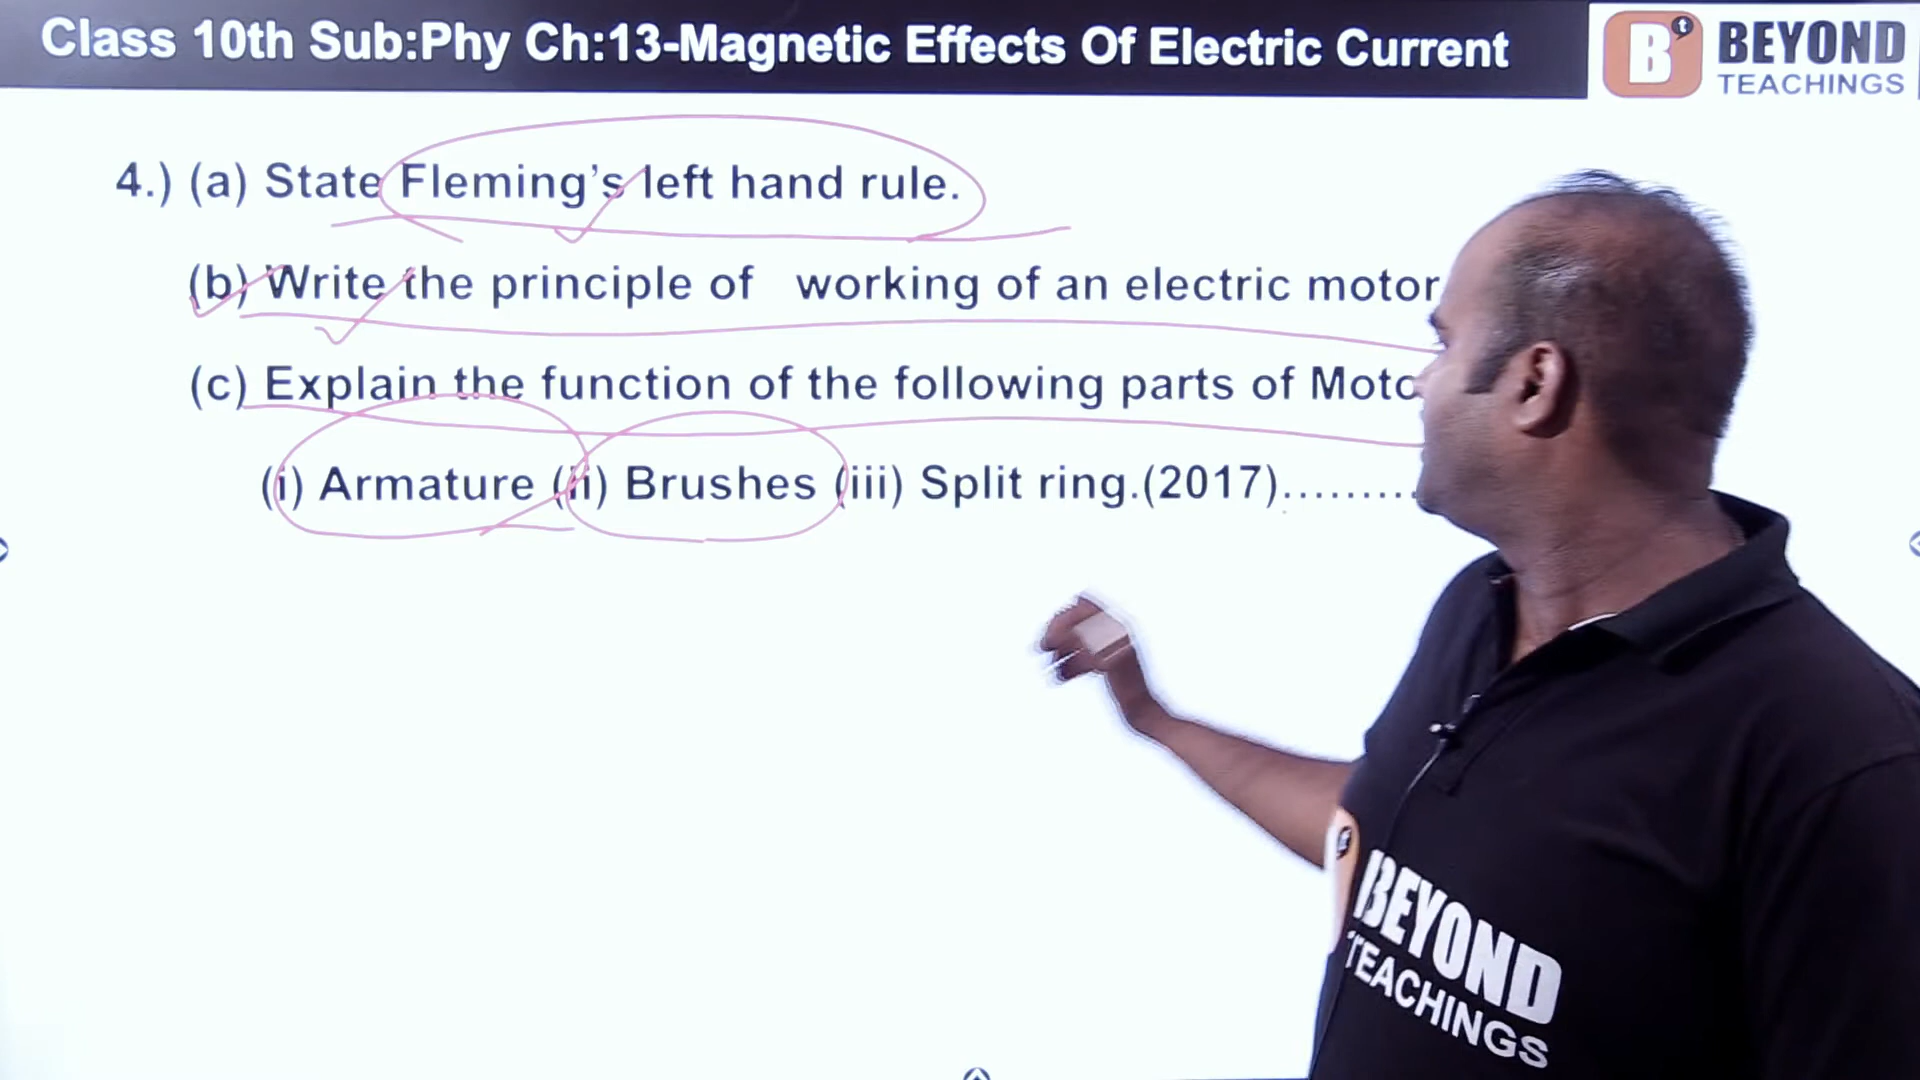 Class 10th Sub:Phy Ch:13-Magnetic Effects Of Electric Current
BEYOND
TEACHINGS
4.) (a) State Fleming's left hand rule.
(b) Write the principle of working of an electric motor
(c) Explain the function of the following parts of Moto
(i) Armature (ii) Brushes (iii) Split ring.(2017).........
BEYOND
TEACHINGS